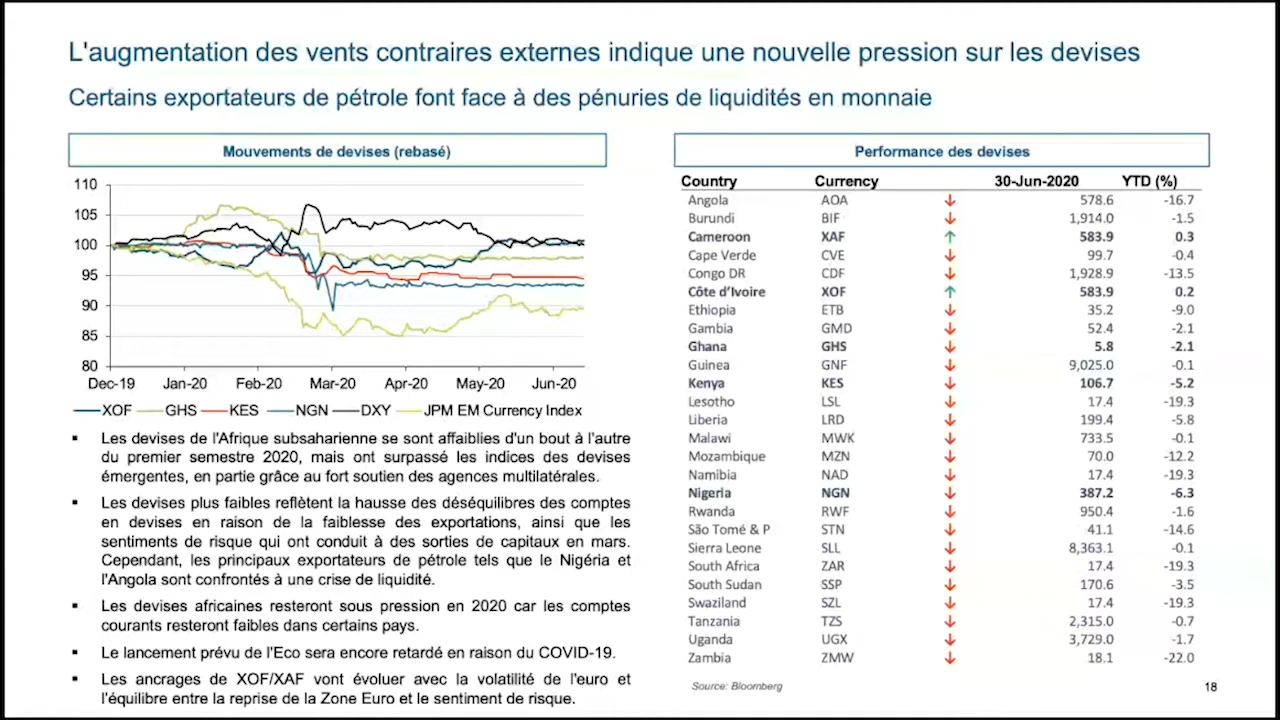 L'augmentation des vents contraires externes indique une nouvelle pression sur les devises
Certains exportateurs de pétrole font face à des pénuries de liquidités en monnaie
Mouvements de devises (rebasé)
110
105
100
95
90
85
80
Dec-19 Jan-20 Feb-20 Mar-20 Apr-20 May-20 Jun-20
XOF GHS KES NGN DXY JPM EM Currency Index
▪ Les devises de l'Afrique subsaharienne se sont affaiblies d'un bout à l'autre
du premier semestre 2020, mais ont surpassé les indices des devises
émergentes, en partie grâce au fort soutien des agences multilatérales.
▪ Les devises plus faibles reflètent la hausse des déséquilibres des comptes
en devises en raison de la faiblesse des exportations, ainsi que les
sentiments de risque qui ont conduit à des sorties de capitaux en mars.
Cependant, les principaux exportateurs de pétrole tels que le Nigéria et
l'Angola sont confrontés à une crise de liquidité.
▪ Les devises africaines resteront sous pression en 2020 car les comptes
courants resteront faibles dans certains pays.
▪ Le lancement prévu de l'Eco sera encore retardé en raison du COVID-19.
▪ Les ancrages de XOF/XAF vont évoluer avec la volatilité de l'euro et
l'équilibre entre la reprise de la Zone Euro et le sentiment de risque.
Performance des devises
Country Currency 30-Jun-2020 YTD (%)
Angola AOA ↓ 578.6 -16.7
Burundi BIF ↓ 1,914.0 -1.5
Cameroon XAF ↑ 583.9 0.3
Cape Verde CVE ↓ 99.7 -0.4
Congo DR CDF ↓ 1,928.9 -13.5
Côte d'Ivoire XOF ↑ 583.9 0.2
Ethiopia ETB ↓ 35.2 -9.0
Gambia GMD ↓ 52.4 -2.1
Ghana GHS ↓ 5.8 -2.1
Guinea GNF ↓ 9,025.0 -0.1
Kenya KES ↓ 106.7 -5.2
Lesotho LSL ↓ 17.4 -19.3
Liberia LRD ↓ 199.4 -5.8
Malawi MWK ↓ 733.5 -0.1
Mozambique MZN ↓ 70.0 -12.2
Namibia NAD ↓ 17.4 -19.3
Nigeria NGN ↓ 387.2 -6.3
Rwanda RWF ↓ 950.4 -1.6
São Tomé & P STN ↓ 41.1 -14.6
Sierra Leone SLL ↓ 8,363.1 -0.1
South Africa ZAR ↓ 17.4 -19.3
South Sudan SSP ↓ 170.6 -3.5
Swaziland SZL ↓ 17.4 -19.3
Tanzania TZS ↓ 2,315.0 -0.7
Uganda UGX ↓ 3,729.0 -1.7
Zambia ZMW ↓ 18.1 -22.0
Source: Bloomberg
18